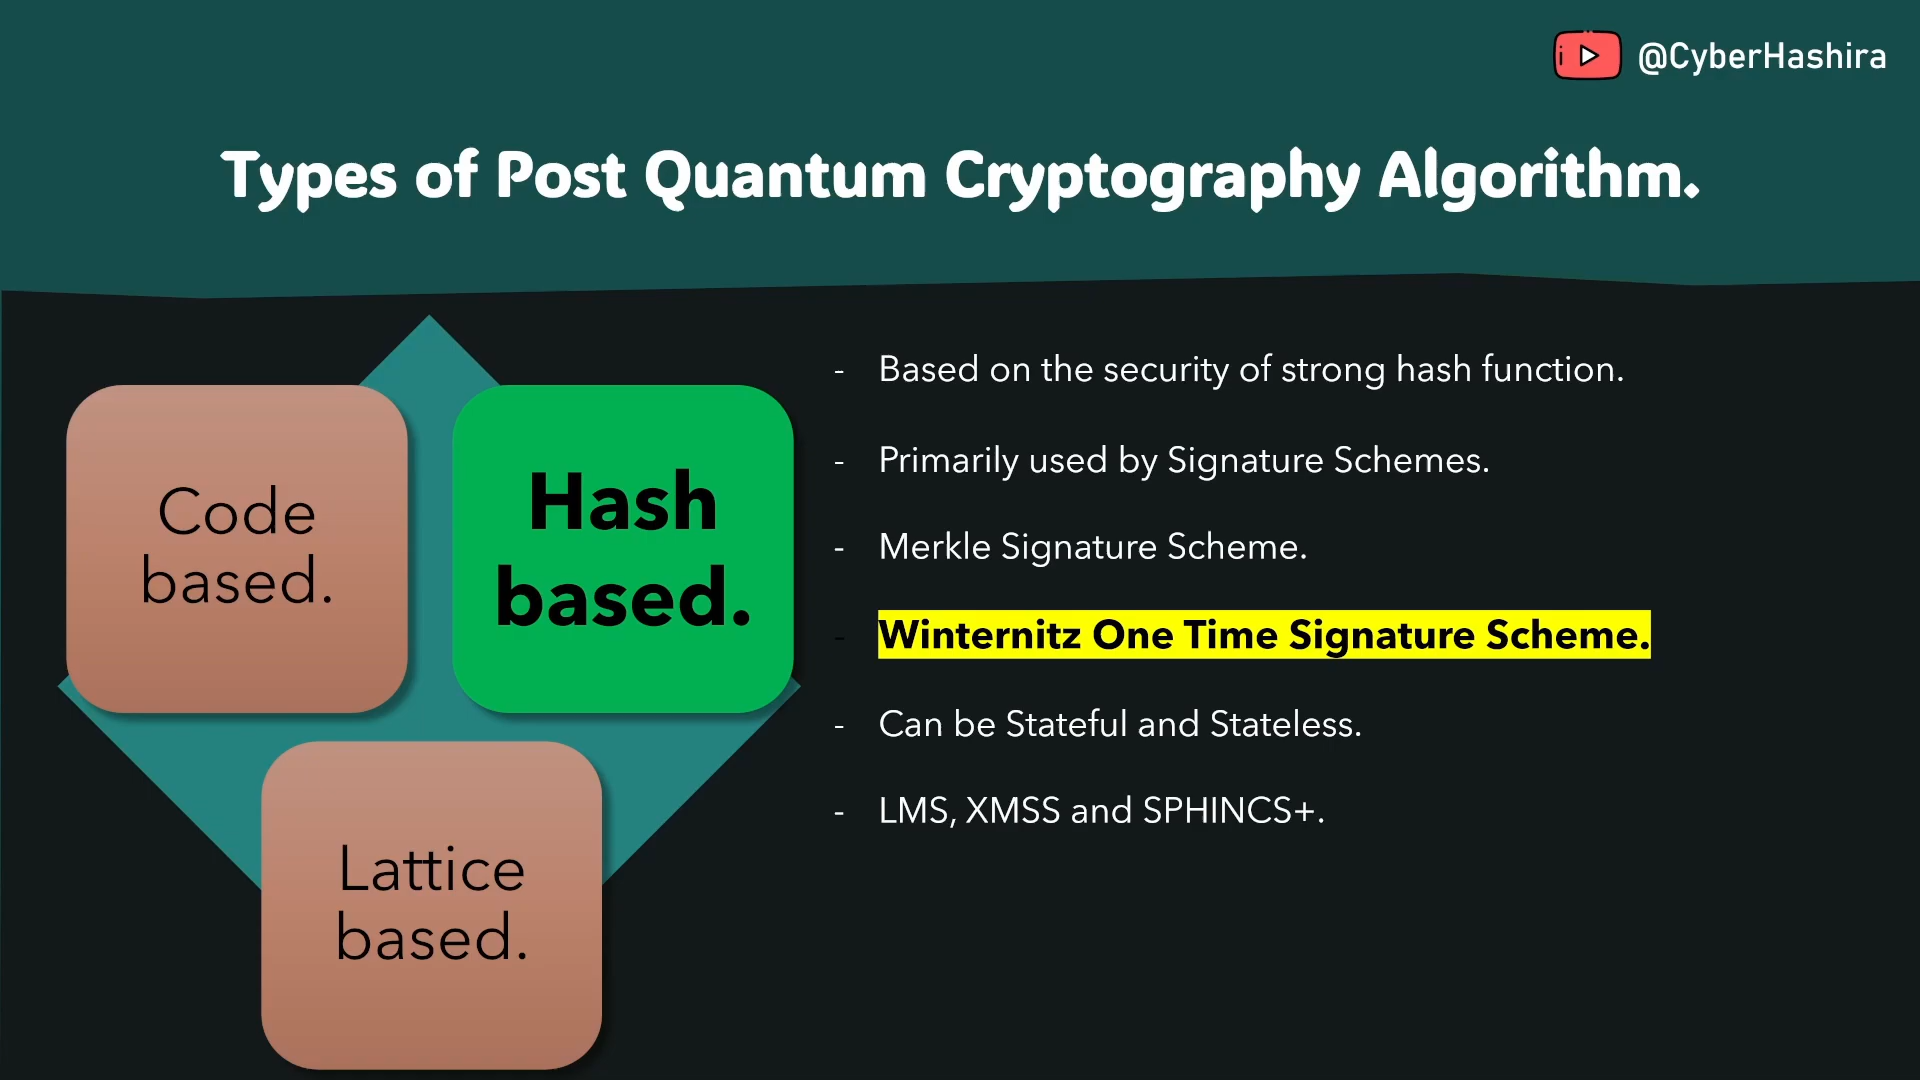 @CyberHashira
Types of Post Quantum Cryptography Algorithm.
Code
based.
Hash
based.
Lattice
based.
- Based on the security of strong hash function.
- Primarily used by Signature Schemes.
- Merkle Signature Scheme.
- Winternitz One Time Signature Scheme.
- Can be Stateful and Stateless.
- LMS, XMSS and SPHINCS+.